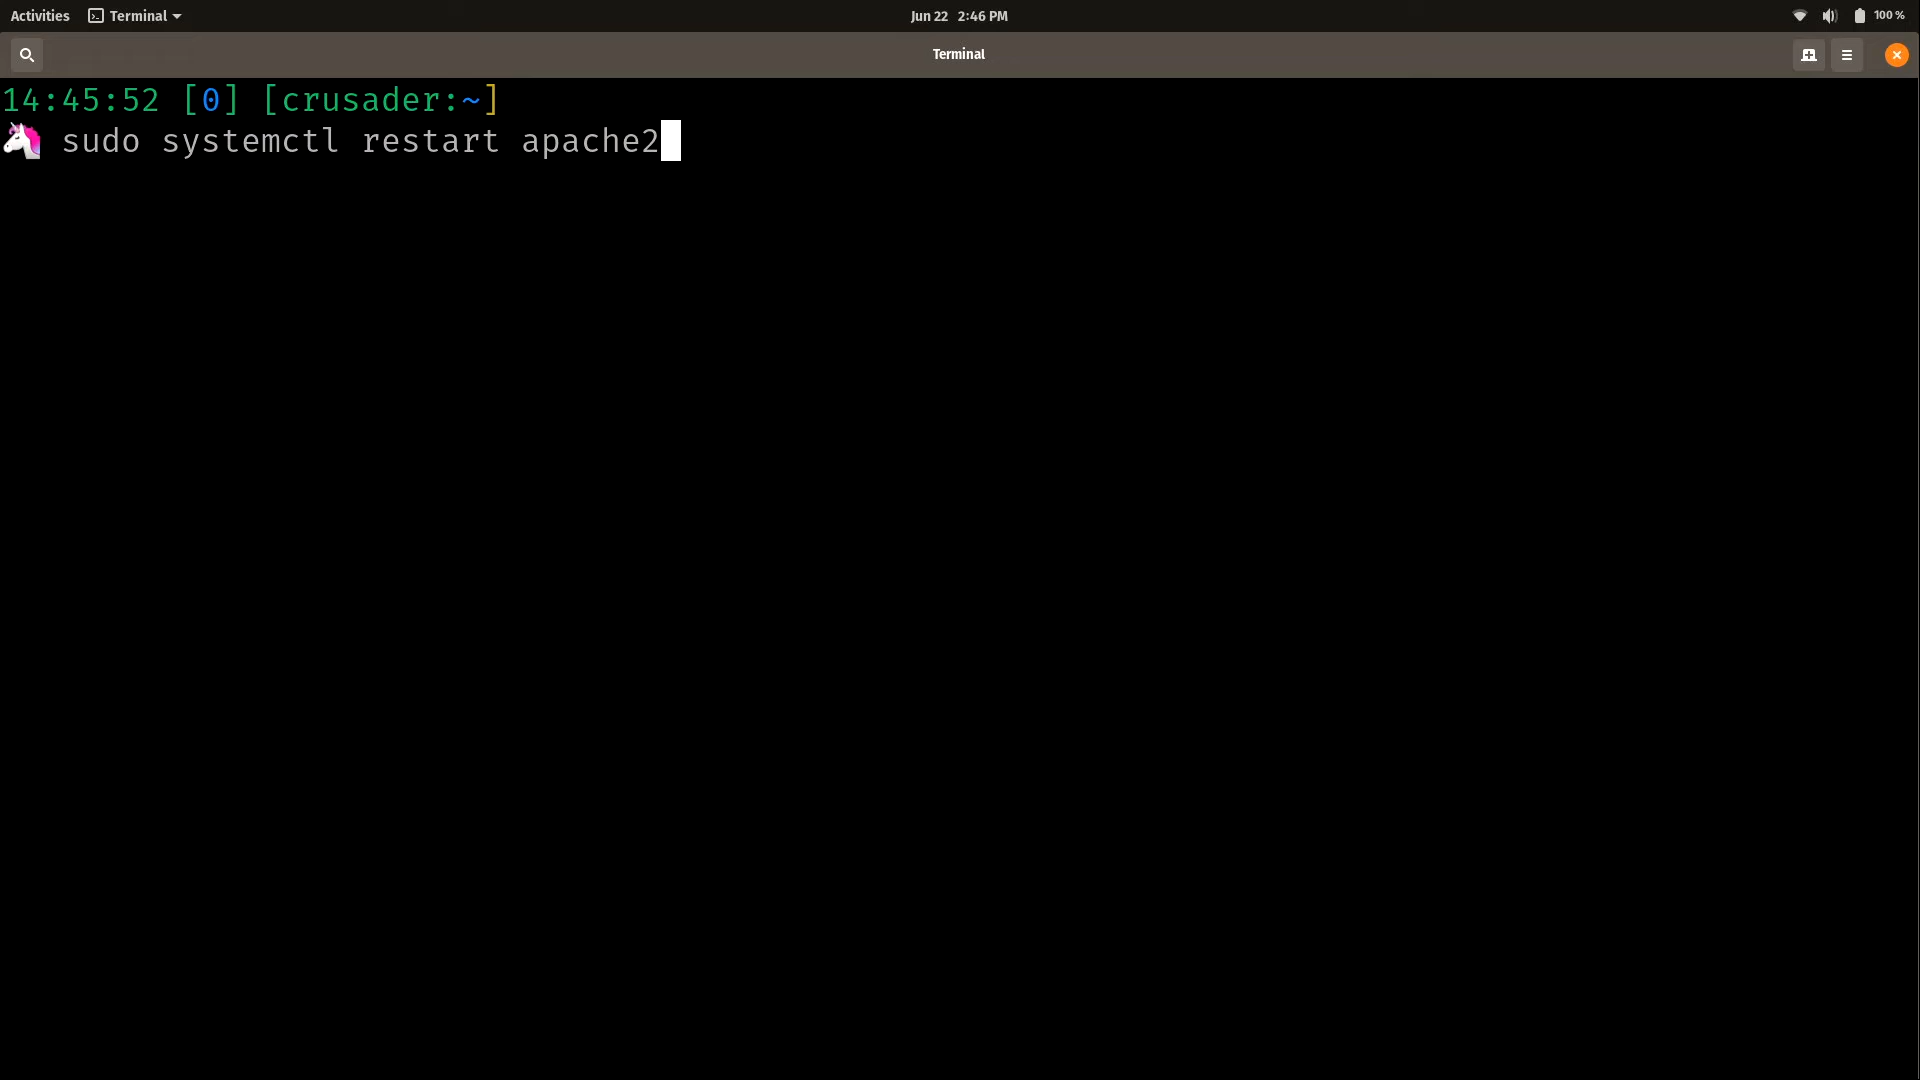 Activities Terminal Jun 22 2:46 PM 100 %
Terminal
14:45:52 [0] [crusader:~]
🦄 sudo systemctl restart apache2